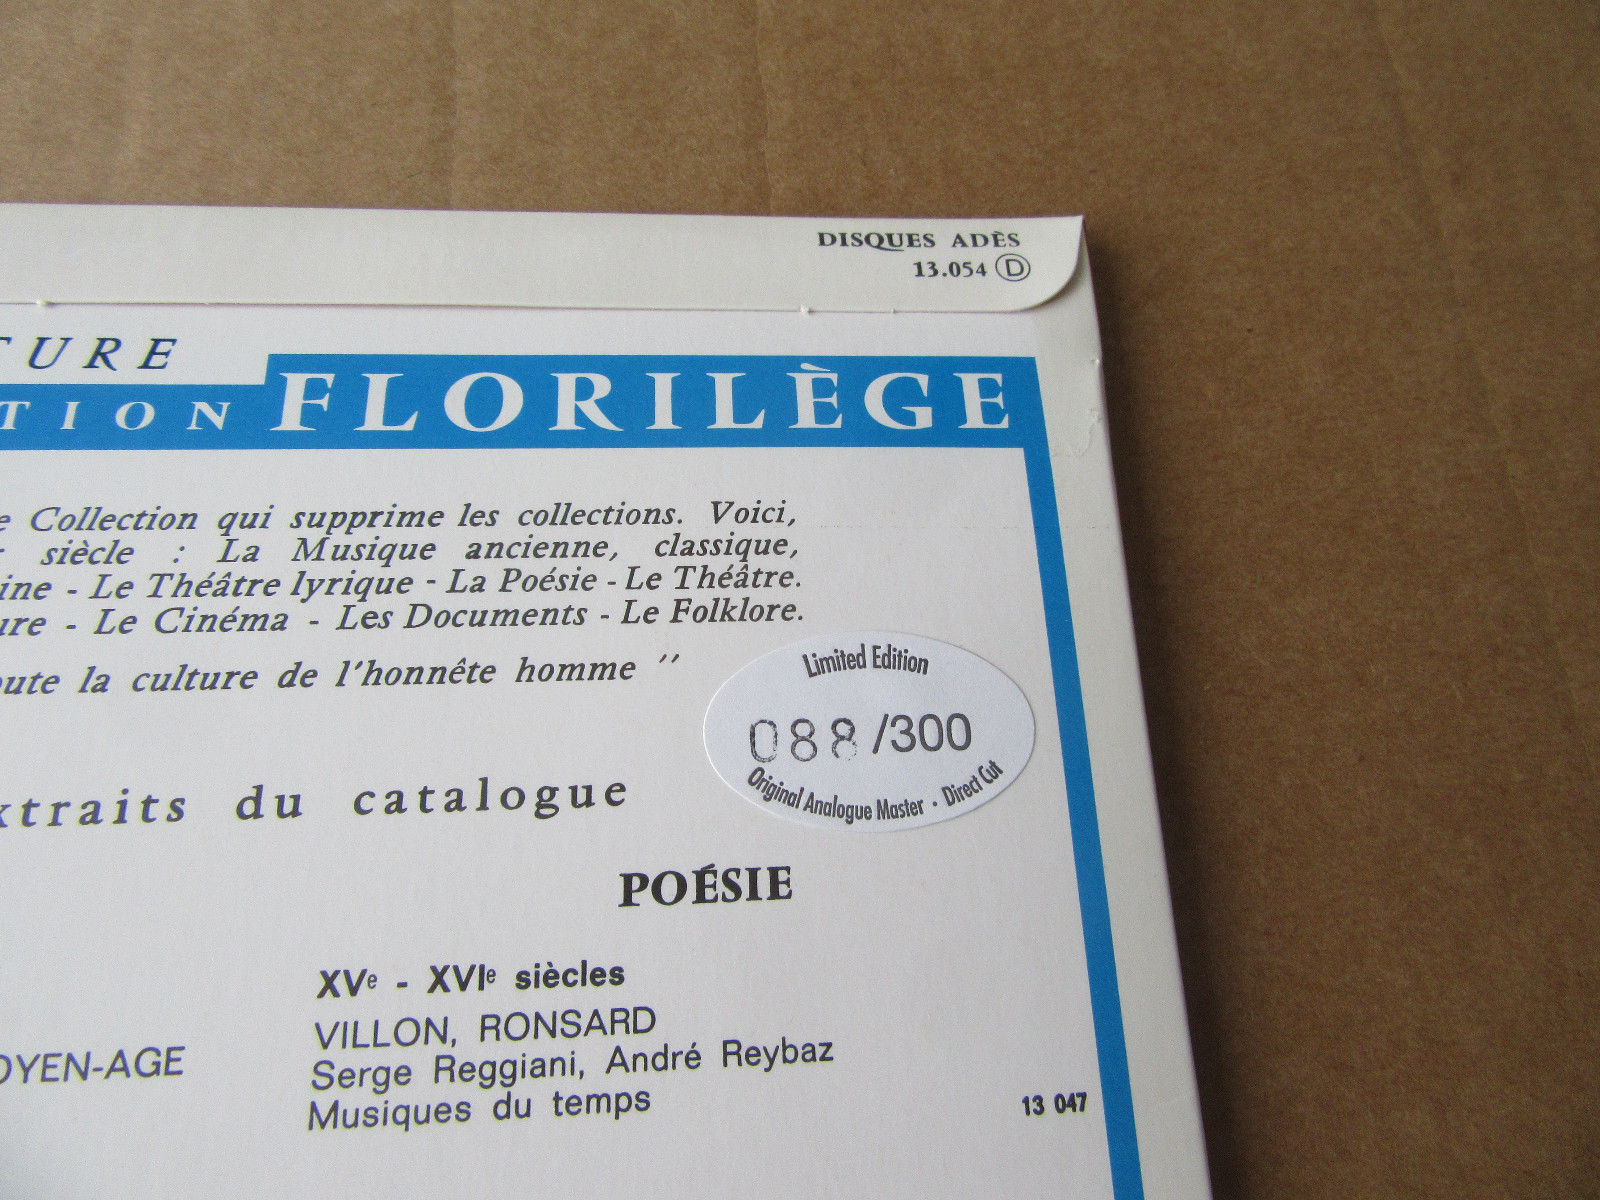 DISQUES ADÈS
13.054 D
TURE
TION FLORILÈGE
e Collection qui supprime les collections. Voici,
siècle : La Musique ancienne, classique,
ine - Le Théâtre lyrique - La Poésie - Le Théâtre.
ure - Le Cinéma - Les Documents - Le Folklore.
oute la culture de l'honnête homme ''
Limited Edition
088/300
Original Analogue Master · Direct Cut
xtraits du catalogue
POÉSIE
XVe - XVIe siècles
VILLON, RONSARD
OYEN-AGE
Serge Reggiani, André Reybaz
Musiques du temps
13 047